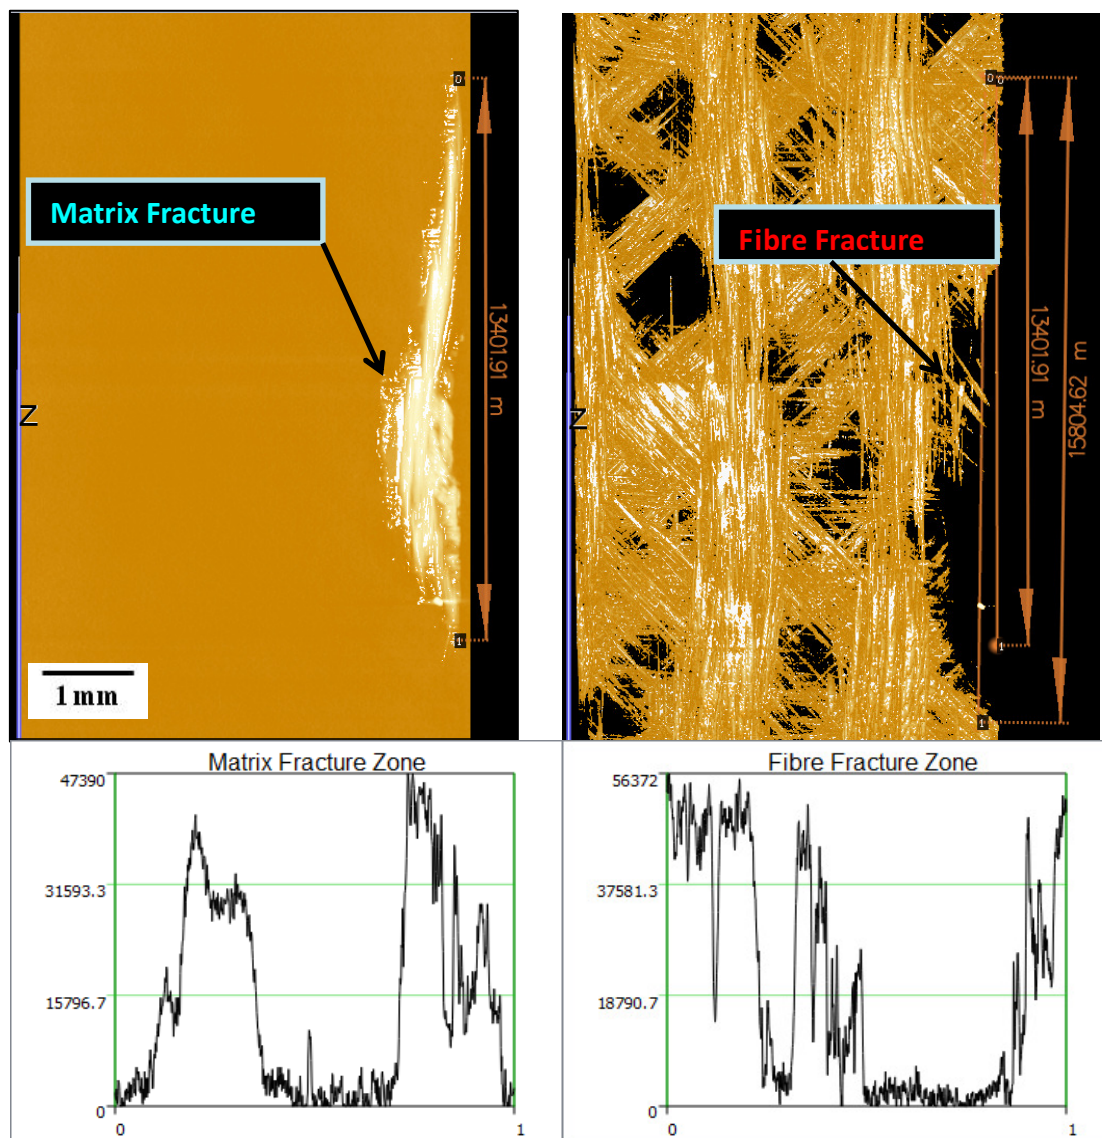 0
Matrix Fracture
13401.91 m
Z
1
1 mm
0 0
Fibre Fracture
13401.91 m
15804.62 m
Z
1
1
Matrix Fracture Zone
47390
31593.3
15796.7
0
0 1
Fibre Fracture Zone
56372
37581.3
18790.7
0
0 1